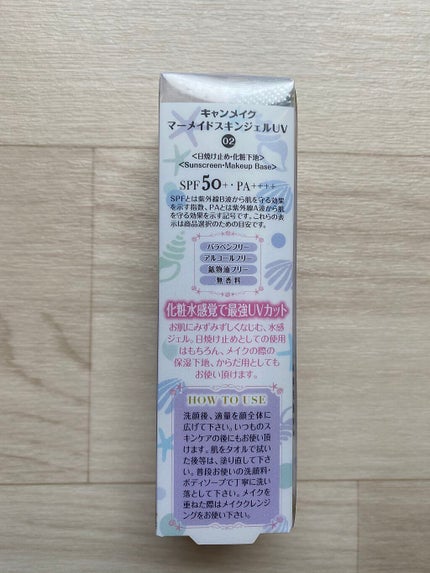 キャンメイク
マーメイドスキンジェルUV
02
<日焼け止め・化粧下地>
<Sunscreen・Makeup Base>
SPF 50+・PA++++
SPFとは紫外線B波から肌を守る効果
を示す指数、PAとは紫外線A波から肌
を守る効果を示す記号です。これらの表
示は商品選択のための目安です。
パラベンフリー
アルコールフリー
鉱物油フリー
無香料
化粧水感覚で最強UVカット
お肌にみずみずしくなじむ、水感
ジェル。日焼け止めとしての使用
はもちろん、メイクの際の
保湿下地、からだ用としても
お使い頂けます。
HOW TO USE
洗顔後、適量を顔全体に
広げて下さい。いつものス
キンケアの後にもお使い頂
けます。肌をタオルで拭い
た後等は、塗り直して下さ
い。普段お使いの洗顔料・
ボディソープで丁寧に洗い
落として下さい。メイクを
重ねた際はメイククレンジ
ングをお使い下さい。